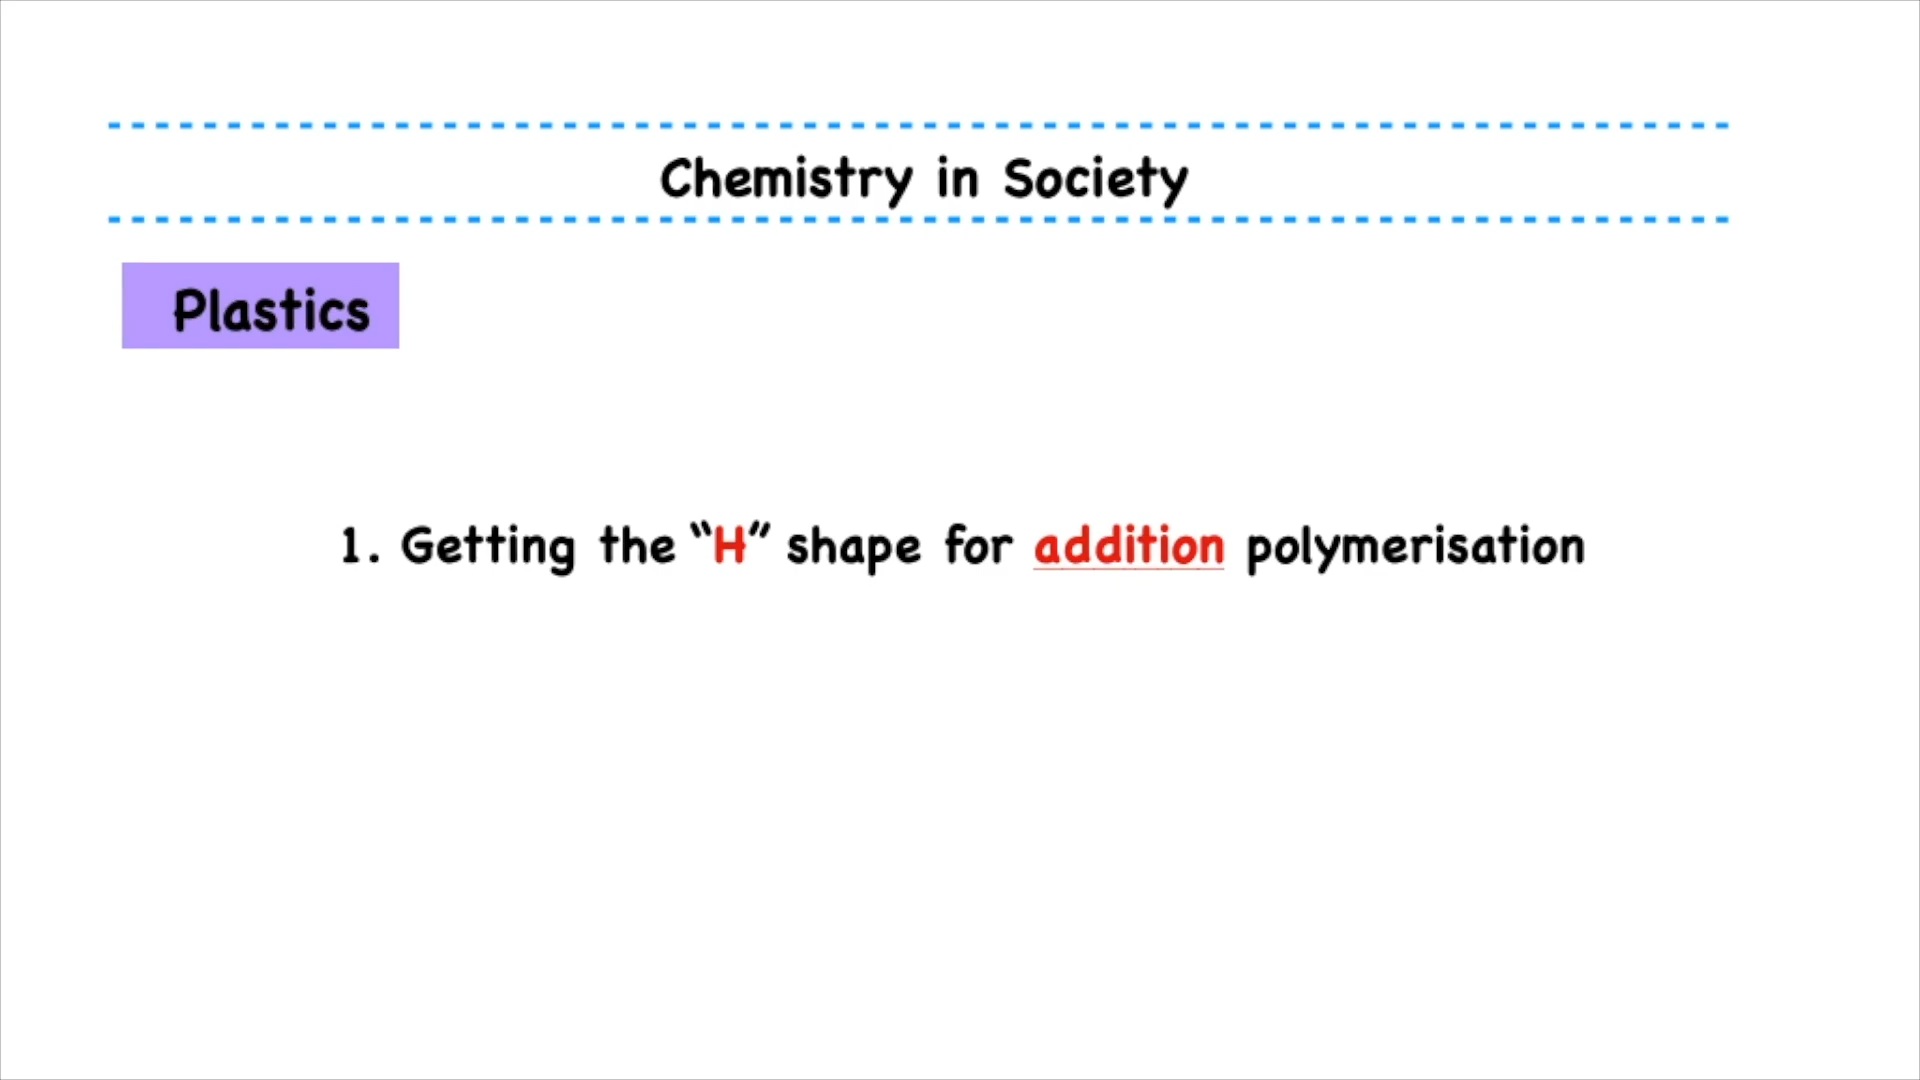 Chemistry in Society
Plastics
1. Getting the “H” shape for addition polymerisation